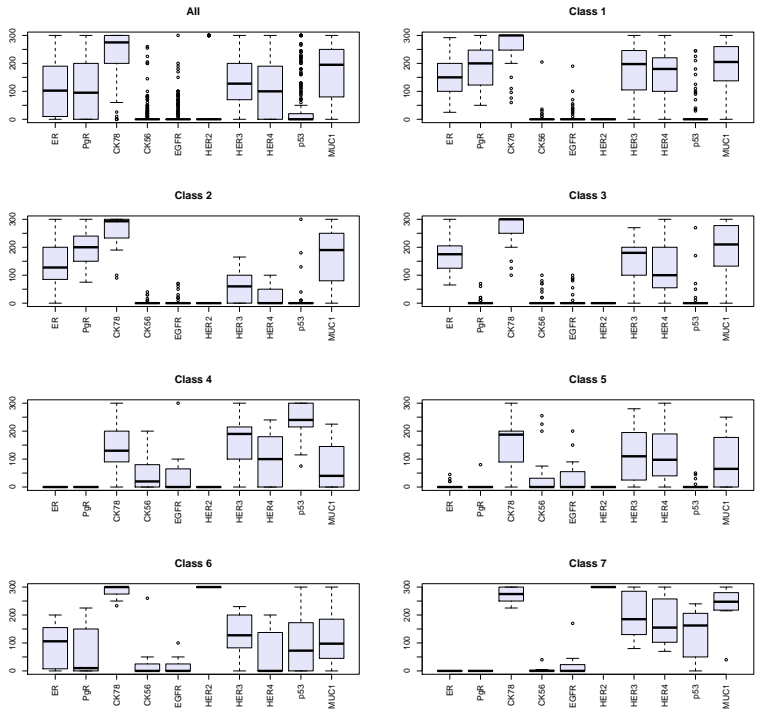 All
0 100 200 300
ER PgR CK78 CK56 EGFR HER2 HER3 HER4 p53 MUC1
Class 1
0 100 200 300
ER PgR CK78 CK56 EGFR HER2 HER3 HER4 p53 MUC1
Class 2
0 100 200 300
ER PgR CK78 CK56 EGFR HER2 HER3 HER4 p53 MUC1
Class 3
0 100 200 300
ER PgR CK78 CK56 EGFR HER2 HER3 HER4 p53 MUC1
Class 4
0 100 200 300
ER PgR CK78 CK56 EGFR HER2 HER3 HER4 p53 MUC1
Class 5
0 100 200 300
ER PgR CK78 CK56 EGFR HER2 HER3 HER4 p53 MUC1
Class 6
0 100 200 300
ER PgR CK78 CK56 EGFR HER2 HER3 HER4 p53 MUC1
Class 7
0 100 200 300
ER PgR CK78 CK56 EGFR HER2 HER3 HER4 p53 MUC1